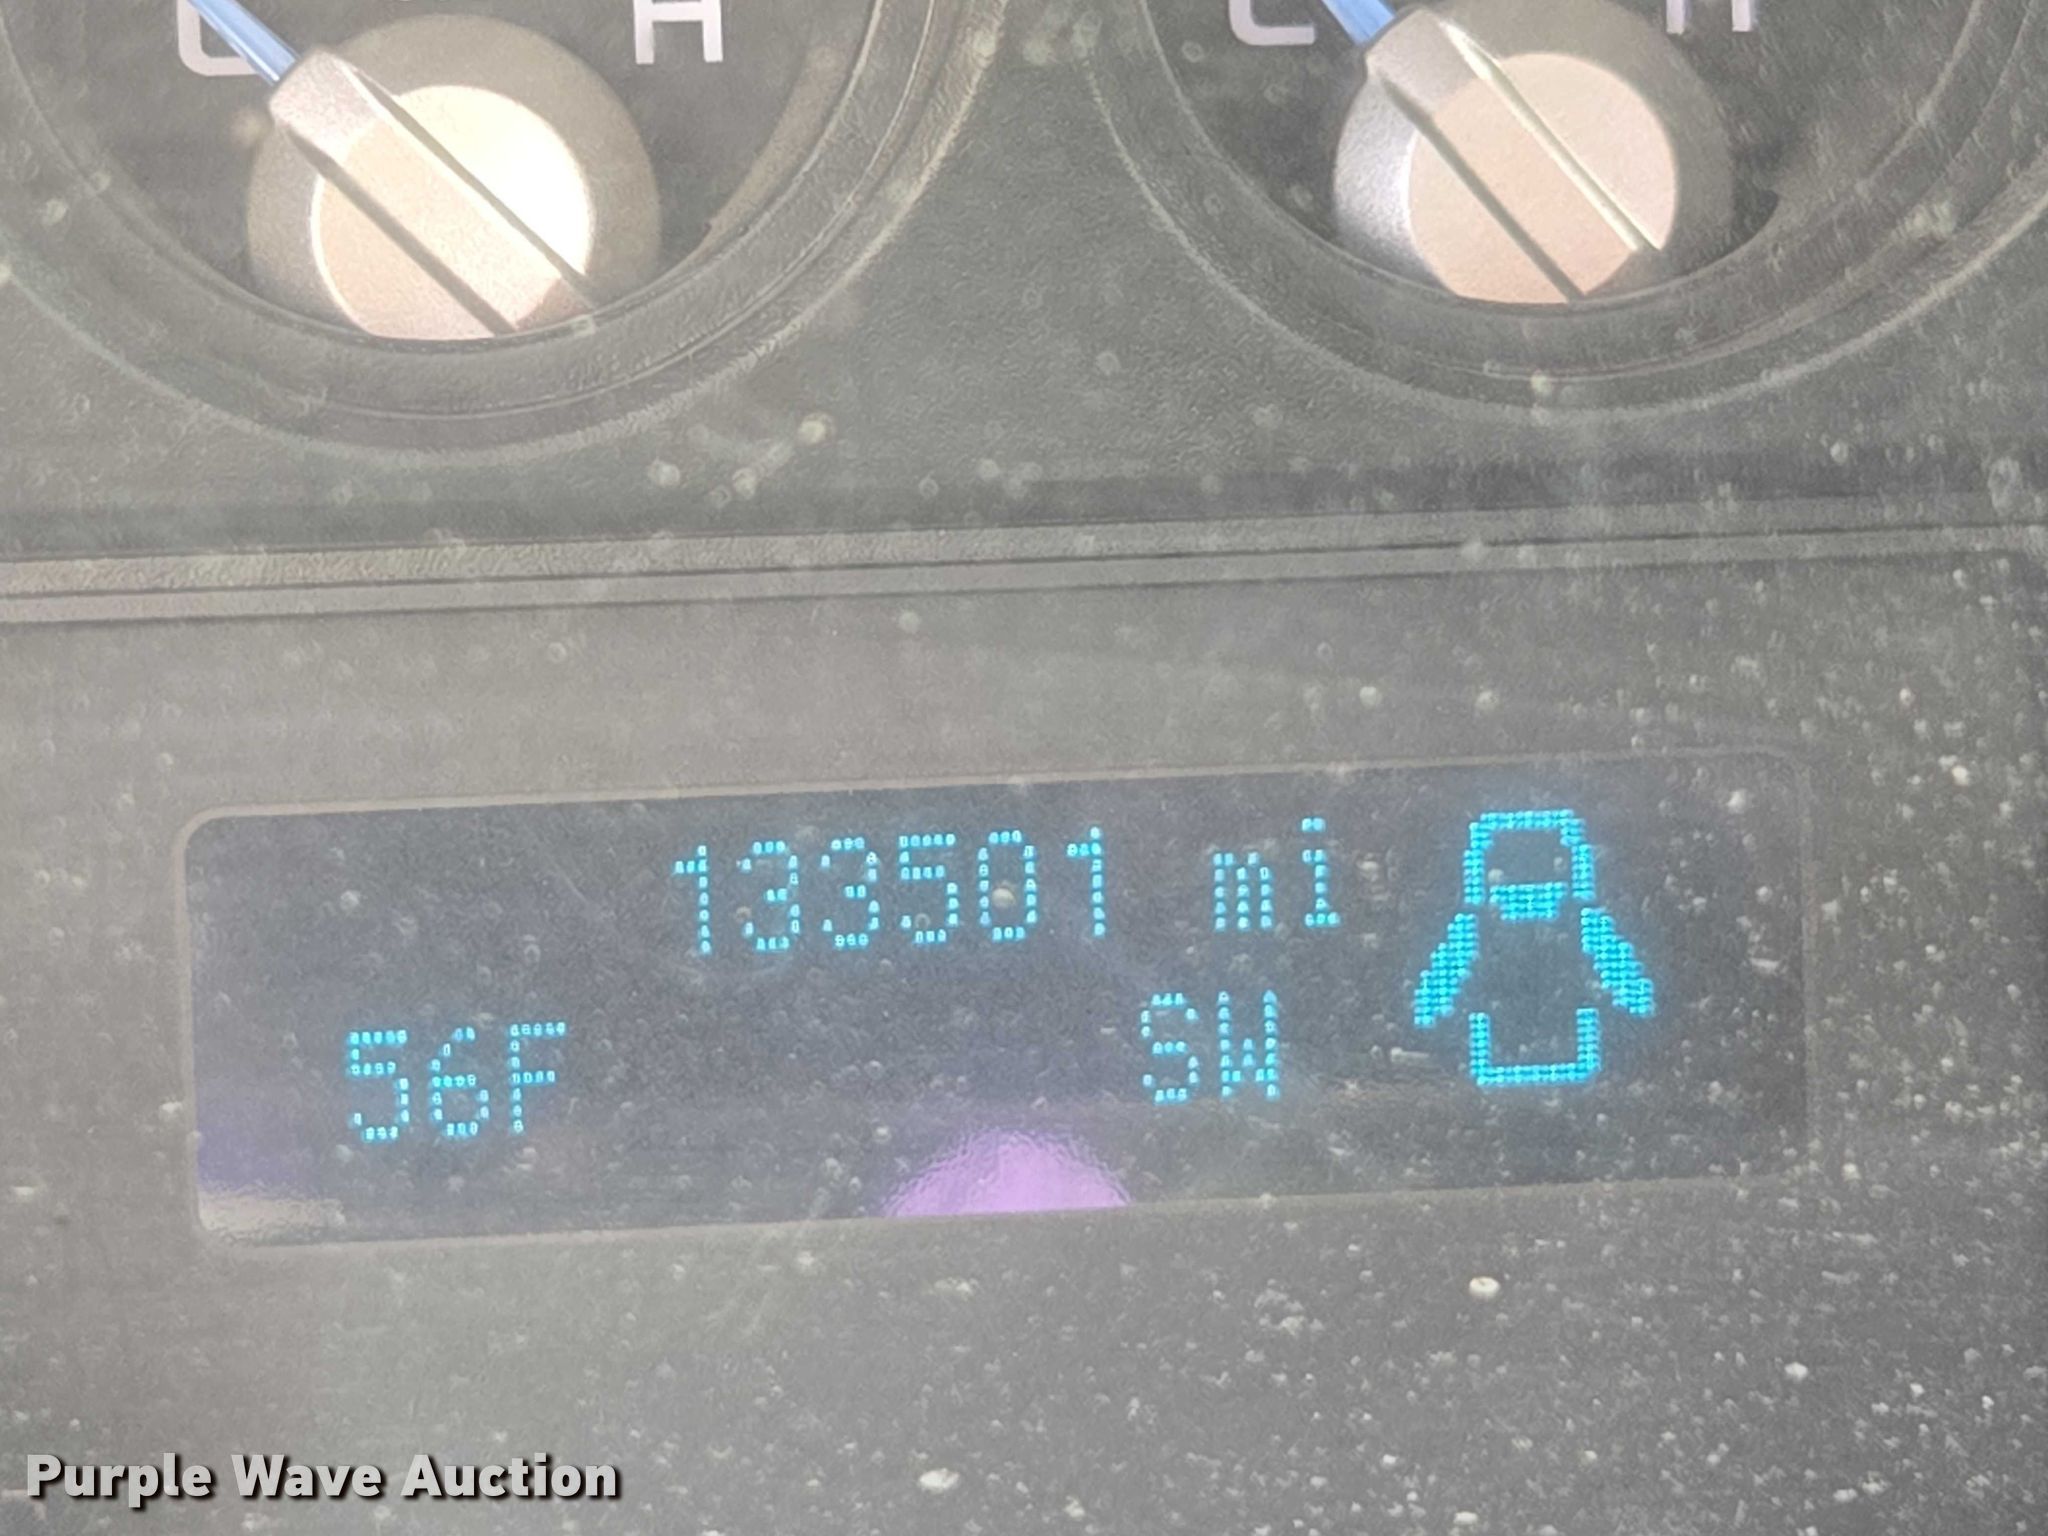 C H C H
133501 mi
56F SW
Purple Wave Auction